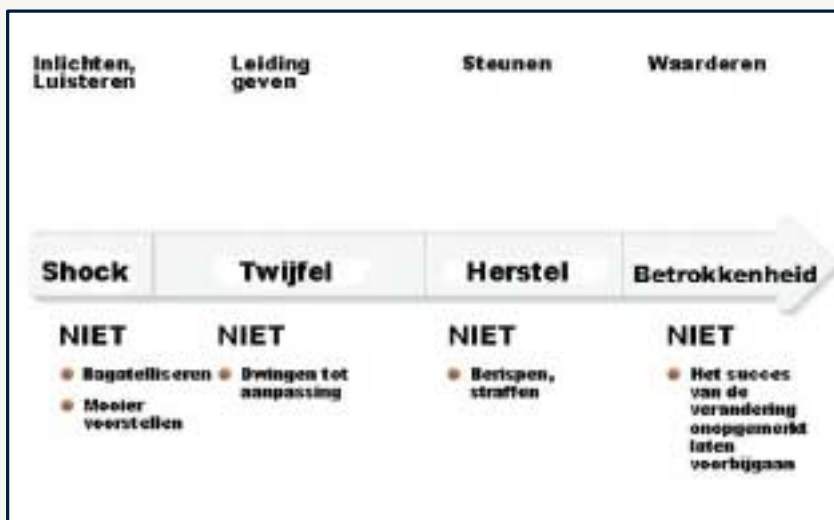 Inlichten,
Luisteren
Leiding
geven
Steunen
Waarderen
Shock
Twijfel
Herstel
Betrokkenheid
NIET
Bagatelliseren
Mooier
voorstellen
NIET
Dwingen tot
aanpassing
NIET
Berispen,
straffen
NIET
Het succes
van de
verandering
onopgemerkt
laten
voorbijgaan